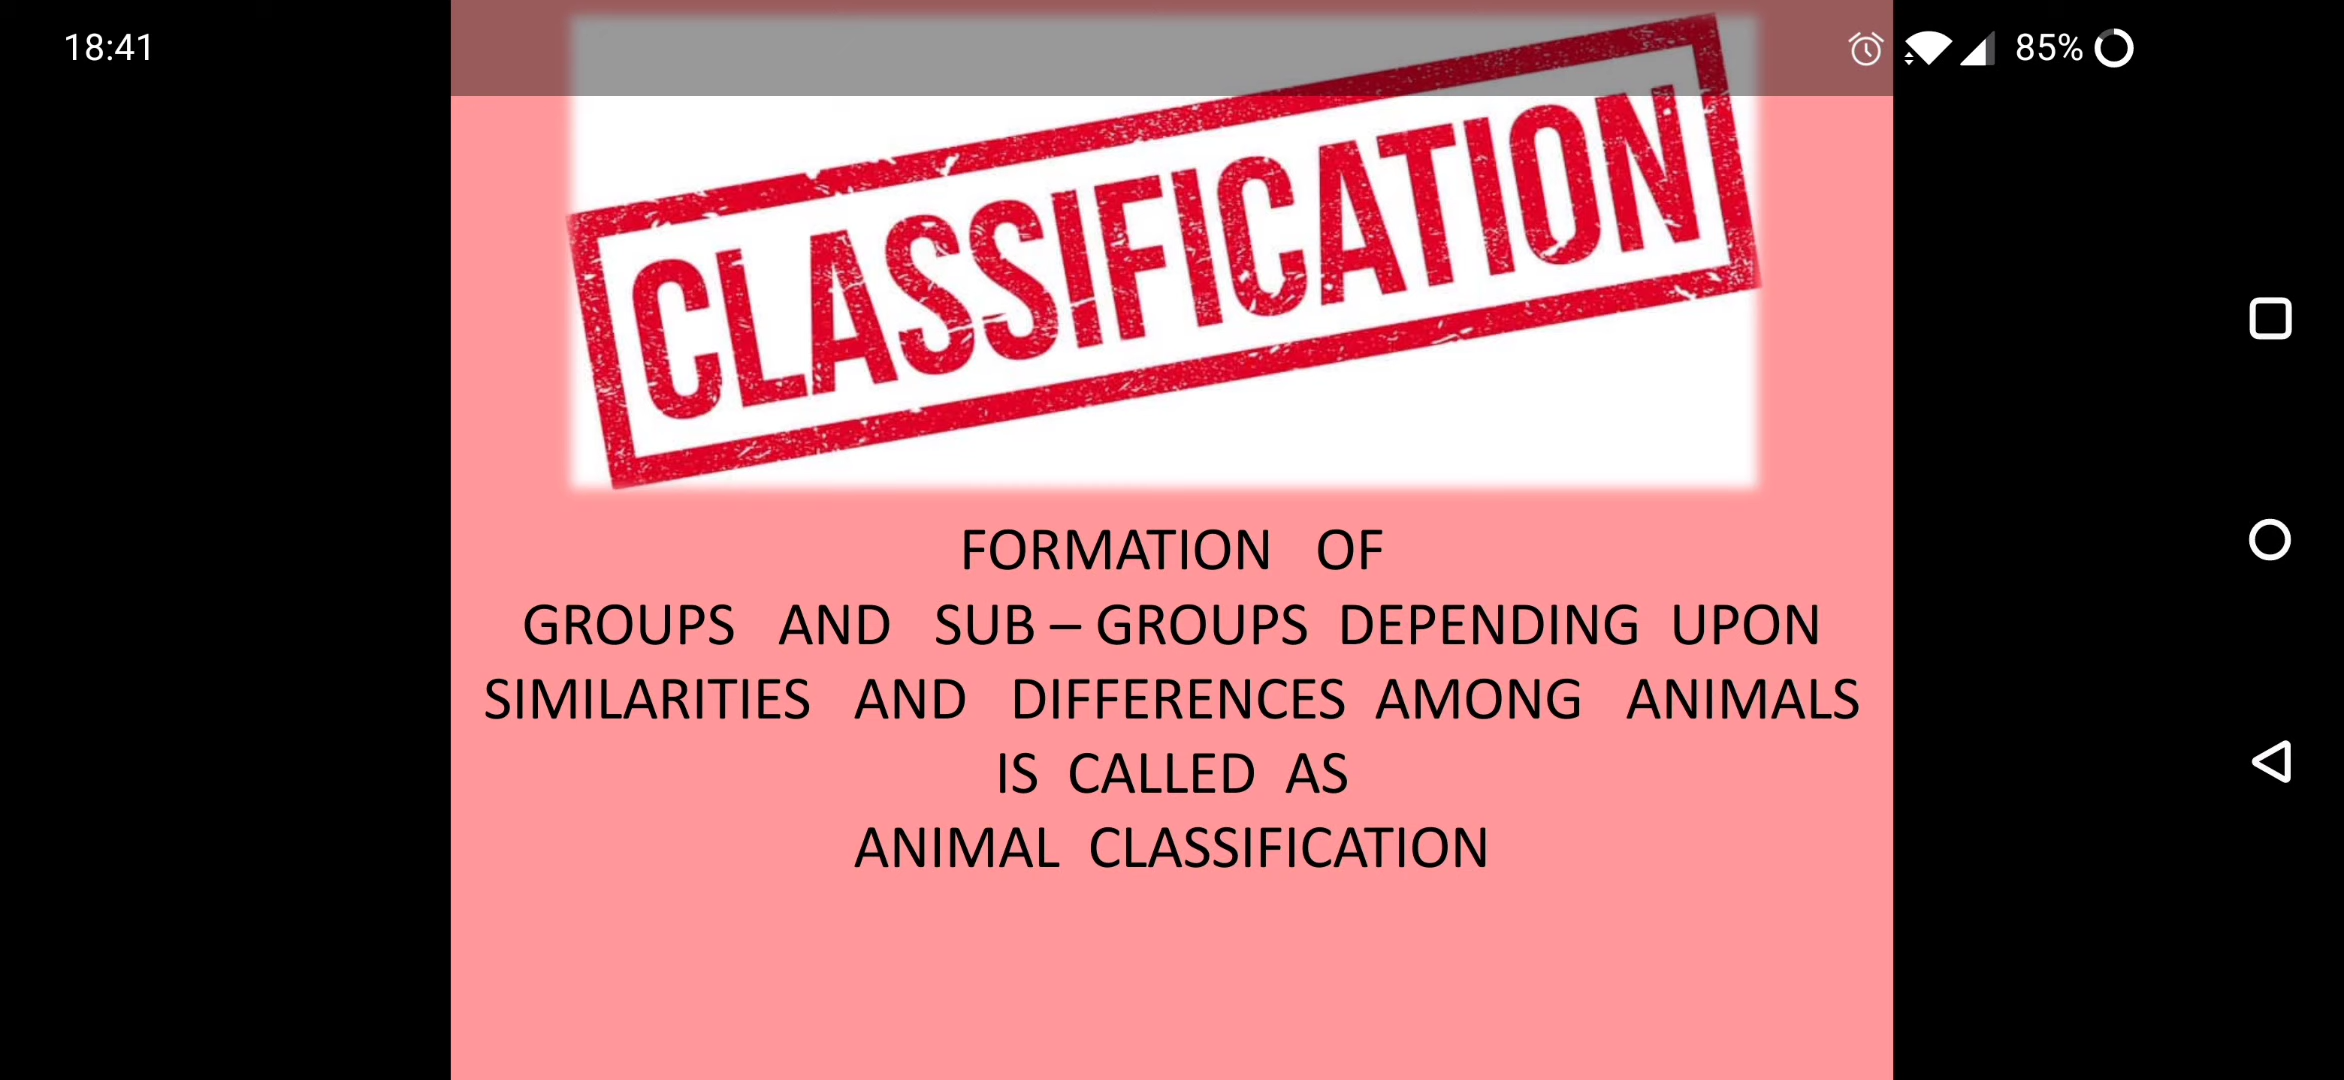 18:41
85%
CLASSIFICATION
FORMATION OF
GROUPS AND SUB – GROUPS DEPENDING UPON
SIMILARITIES AND DIFFERENCES AMONG ANIMALS
IS CALLED AS
ANIMAL CLASSIFICATION